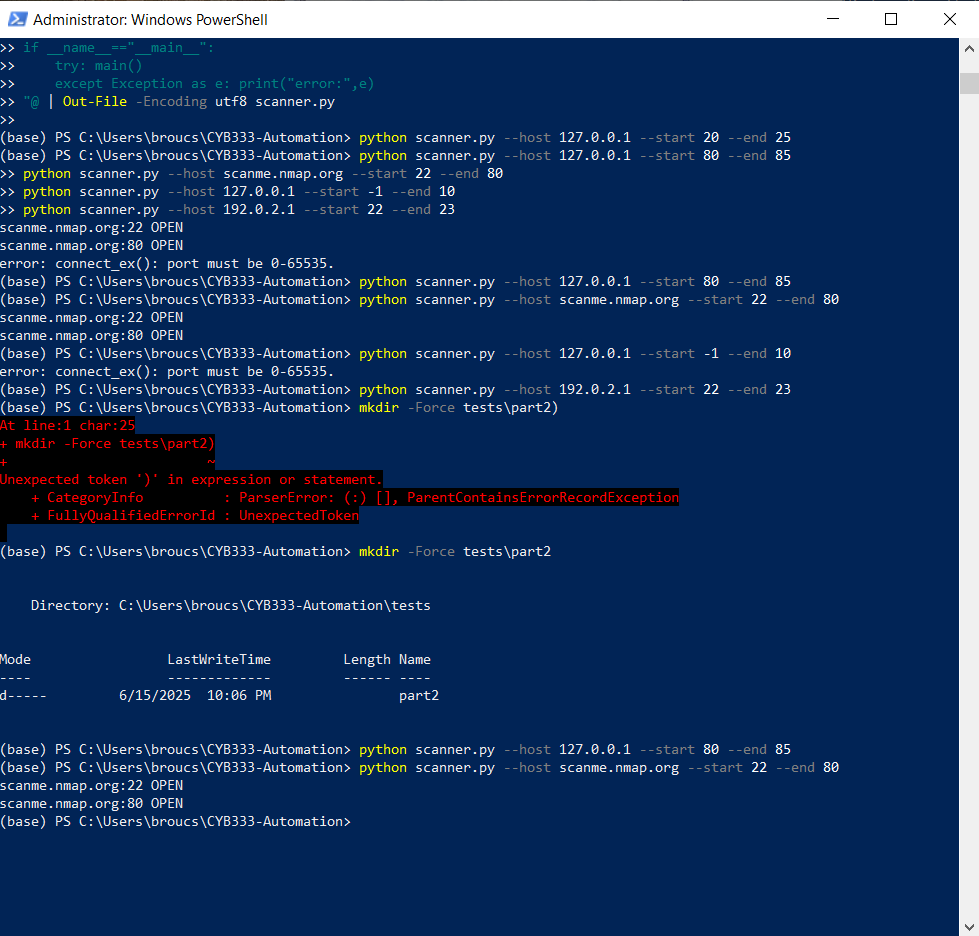 Administrator: Windows PowerShell
>> if __name__=="__main__":
>>     try: main()
>>     except Exception as e: print("error:",e)
>> "@ | Out-File -Encoding utf8 scanner.py
>>
(base) PS C:\Users\broucs\CYB333-Automation> python scanner.py --host 127.0.0.1 --start 20 --end 25
(base) PS C:\Users\broucs\CYB333-Automation> python scanner.py --host 127.0.0.1 --start 80 --end 85
>> python scanner.py --host scanme.nmap.org --start 22 --end 80
>> python scanner.py --host 127.0.0.1 --start -1 --end 10
>> python scanner.py --host 192.0.2.1 --start 22 --end 23
scanme.nmap.org:22 OPEN
scanme.nmap.org:80 OPEN
error: connect_ex(): port must be 0-65535.
(base) PS C:\Users\broucs\CYB333-Automation> python scanner.py --host 127.0.0.1 --start 80 --end 85
(base) PS C:\Users\broucs\CYB333-Automation> python scanner.py --host scanme.nmap.org --start 22 --end 80
scanme.nmap.org:22 OPEN
scanme.nmap.org:80 OPEN
(base) PS C:\Users\broucs\CYB333-Automation> python scanner.py --host 127.0.0.1 --start -1 --end 10
error: connect_ex(): port must be 0-65535.
(base) PS C:\Users\broucs\CYB333-Automation> python scanner.py --host 192.0.2.1 --start 22 --end 23
(base) PS C:\Users\broucs\CYB333-Automation> mkdir -Force tests\part2)
At line:1 char:25
+ mkdir -Force tests\part2)
+                         ~
Unexpected token ')' in expression or statement.
    + CategoryInfo          : ParserError: (:) [], ParentContainsErrorRecordException
    + FullyQualifiedErrorId : UnexpectedToken
(base) PS C:\Users\broucs\CYB333-Automation> mkdir -Force tests\part2
    Directory: C:\Users\broucs\CYB333-Automation\tests
Mode                 LastWriteTime         Length Name
----                 -------------         ------ ----
d-----         6/15/2025  10:06 PM                part2
(base) PS C:\Users\broucs\CYB333-Automation> python scanner.py --host 127.0.0.1 --start 80 --end 85
(base) PS C:\Users\broucs\CYB333-Automation> python scanner.py --host scanme.nmap.org --start 22 --end 80
scanme.nmap.org:22 OPEN
scanme.nmap.org:80 OPEN
(base) PS C:\Users\broucs\CYB333-Automation>